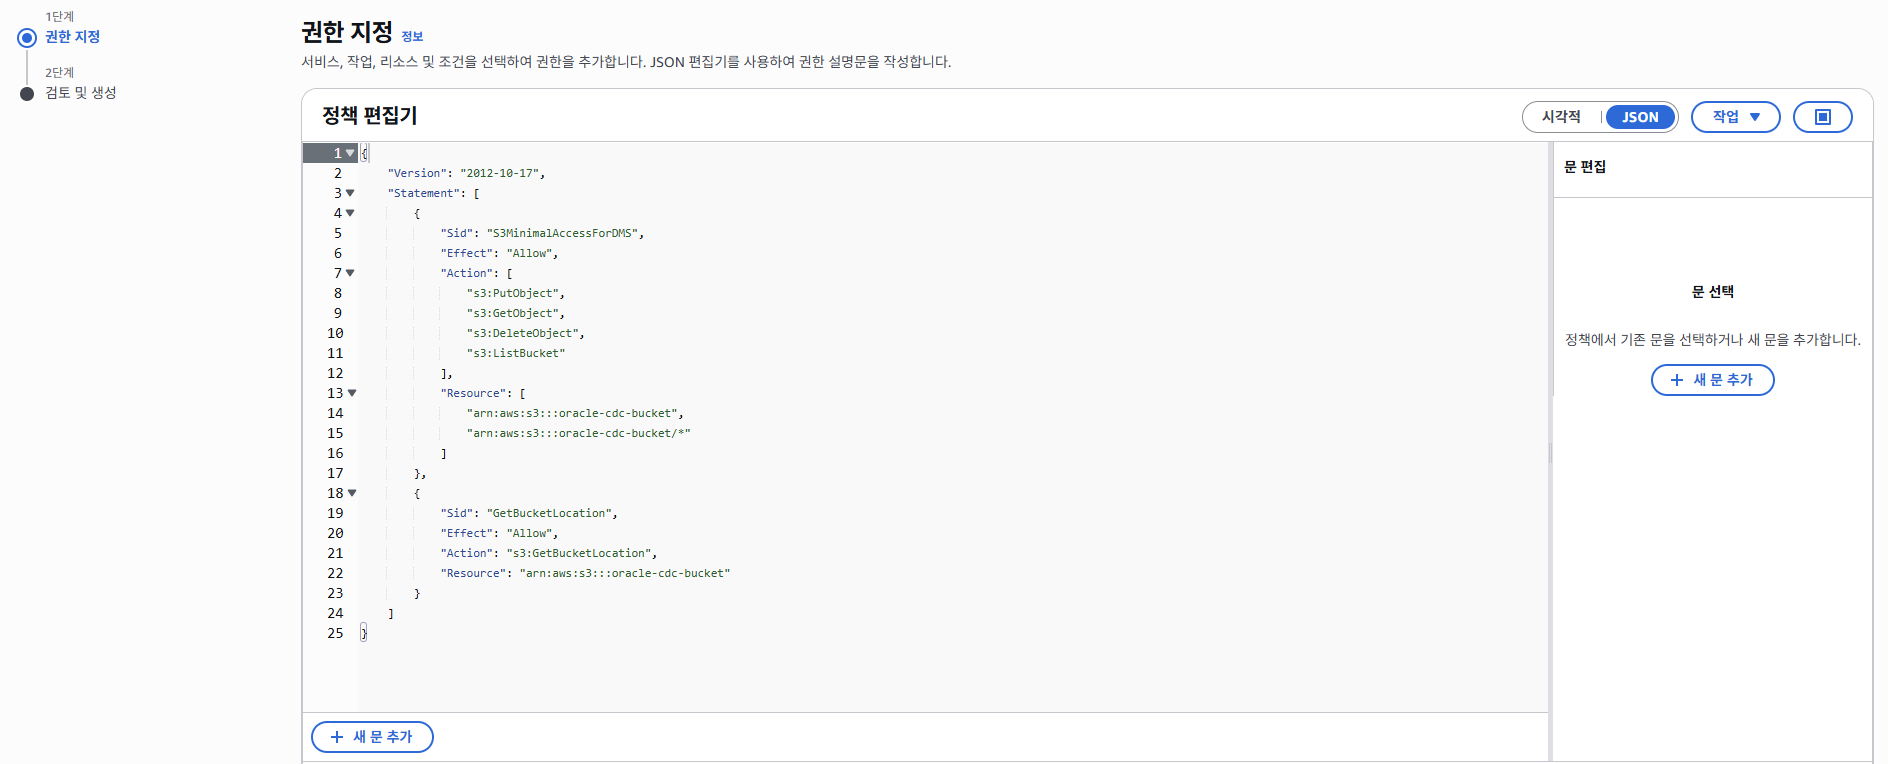 1단계
권한 지정
2단계
검토 및 생성
권한 지정 정보
서비스, 작업, 리소스 및 조건을 선택하여 권한을 추가합니다. JSON 편집기를 사용하여 권한 설명문을 작성합니다.
정책 편집기
시각적 | JSON 작업
1 {
2     "Version": "2012-10-17",
3     "Statement": [
4         {
5             "Sid": "S3MinimalAccessForDMS",
6             "Effect": "Allow",
7             "Action": [
8                 "s3:PutObject",
9                 "s3:GetObject",
10                 "s3:DeleteObject",
11                 "s3:ListBucket"
12             ],
13             "Resource": [
14                 "arn:aws:s3:::oracle-cdc-bucket",
15                 "arn:aws:s3:::oracle-cdc-bucket/*"
16             ]
17         },
18         {
19             "Sid": "GetBucketLocation",
20             "Effect": "Allow",
21             "Action": "s3:GetBucketLocation",
22             "Resource": "arn:aws:s3:::oracle-cdc-bucket"
23         }
24     ]
25 }
+ 새 문 추가
문 편집
문 선택
정책에서 기존 문을 선택하거나 새 문을 추가합니다.
+ 새 문 추가